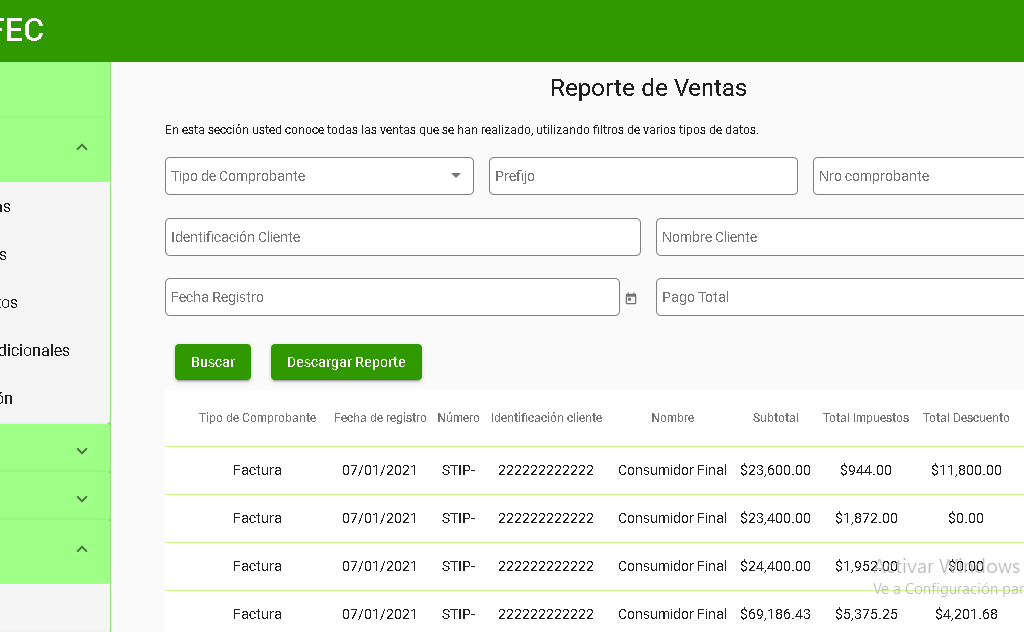 FEC
Reporte de Ventas
En esta sección usted conoce todas las ventas que se han realizado, utilizando filtros de varios tipos de datos.
Tipo de Comprobante Prefijo Nro comprobante
Identificación Cliente Nombre Cliente
Fecha Registro Pago Total
as
s
tos
dicionales
ón
Buscar Descargar Reporte
Tipo de Comprobante Fecha de registro Número Identificación cliente Nombre Subtotal Total Impuestos Total Descuento
Factura 07/01/2021 STIP- 222222222222 Consumidor Final $23,600.00 $944.00 $11,800.00
Factura 07/01/2021 STIP- 222222222222 Consumidor Final $23,400.00 $1,872.00 $0.00
Factura 07/01/2021 STIP- 222222222222 Consumidor Final $24,400.00 $1,952.00 $0.00
Factura 07/01/2021 STIP- 222222222222 Consumidor Final $69,186.43 $5,375.25 $4,201.68
Activar Windows
Ve a Configuración par